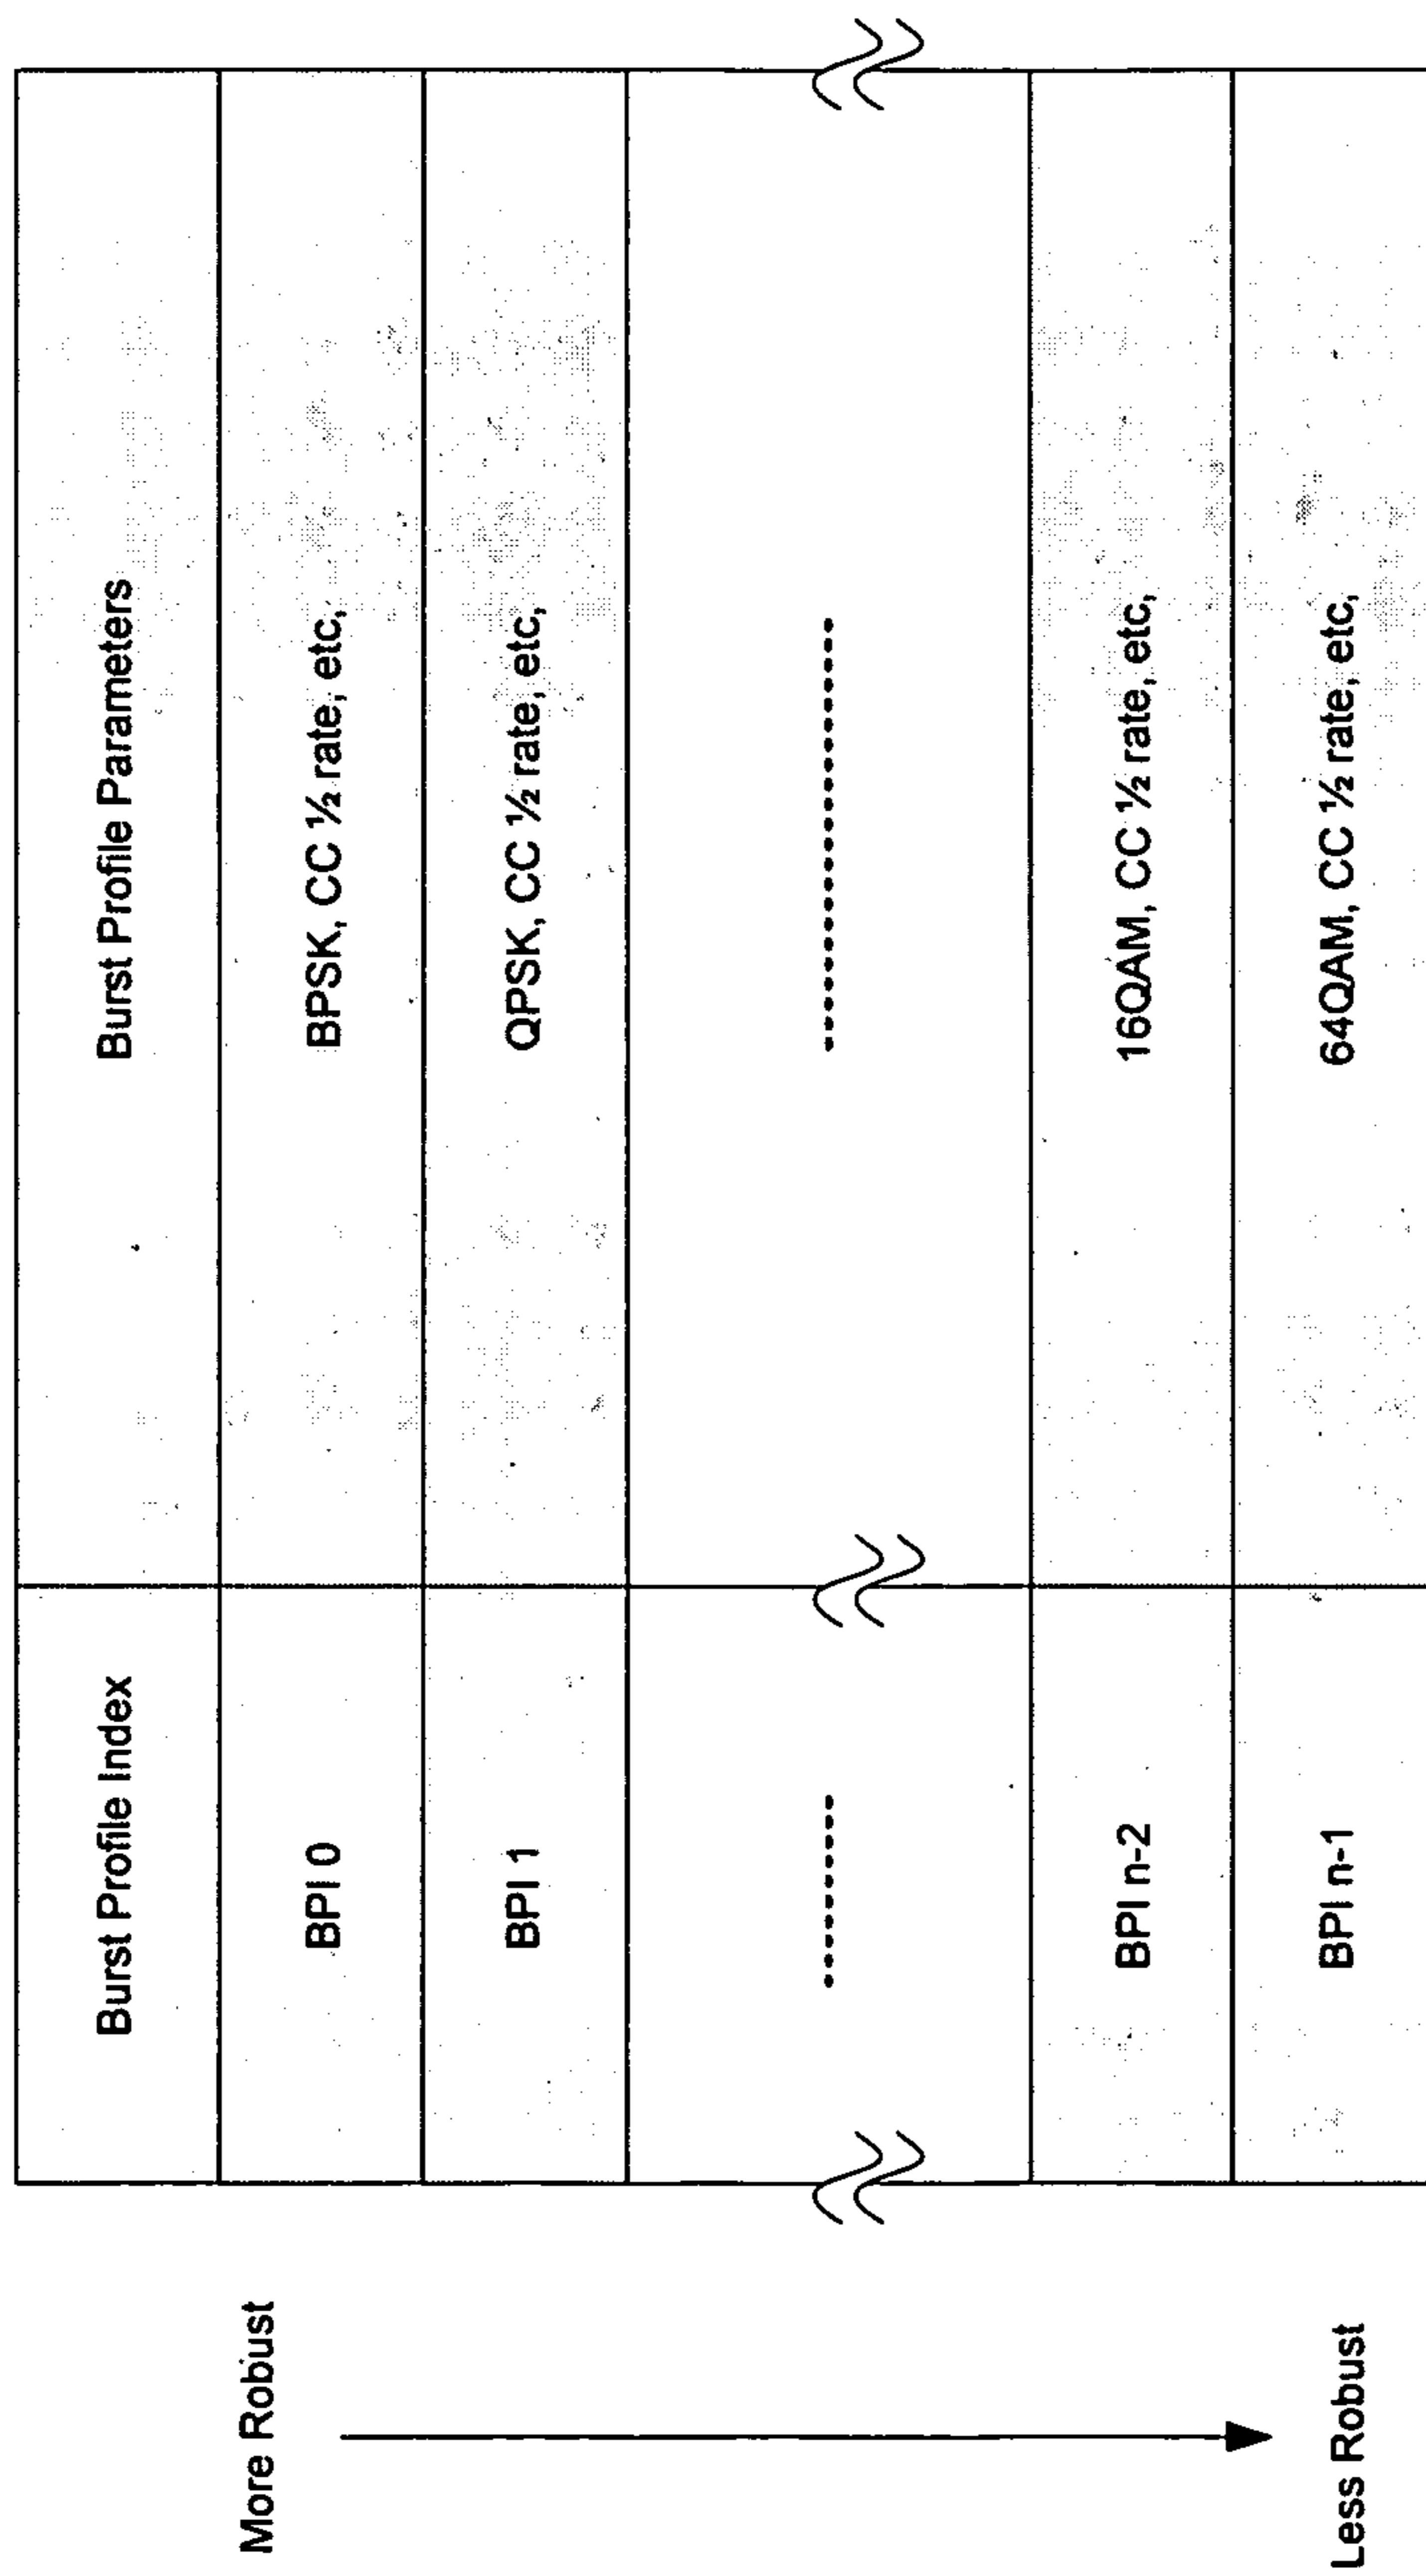 More Robust
Less Robust
Burst Profile Index
Burst Profile Parameters
BPI 0
BPSK, CC ½ rate, etc,
BPI 1
QPSK, CC ½ rate, etc,
BPI n-2
16QAM, CC ½ rate, etc,
BPI n-1
64QAM, CC ½ rate, etc,